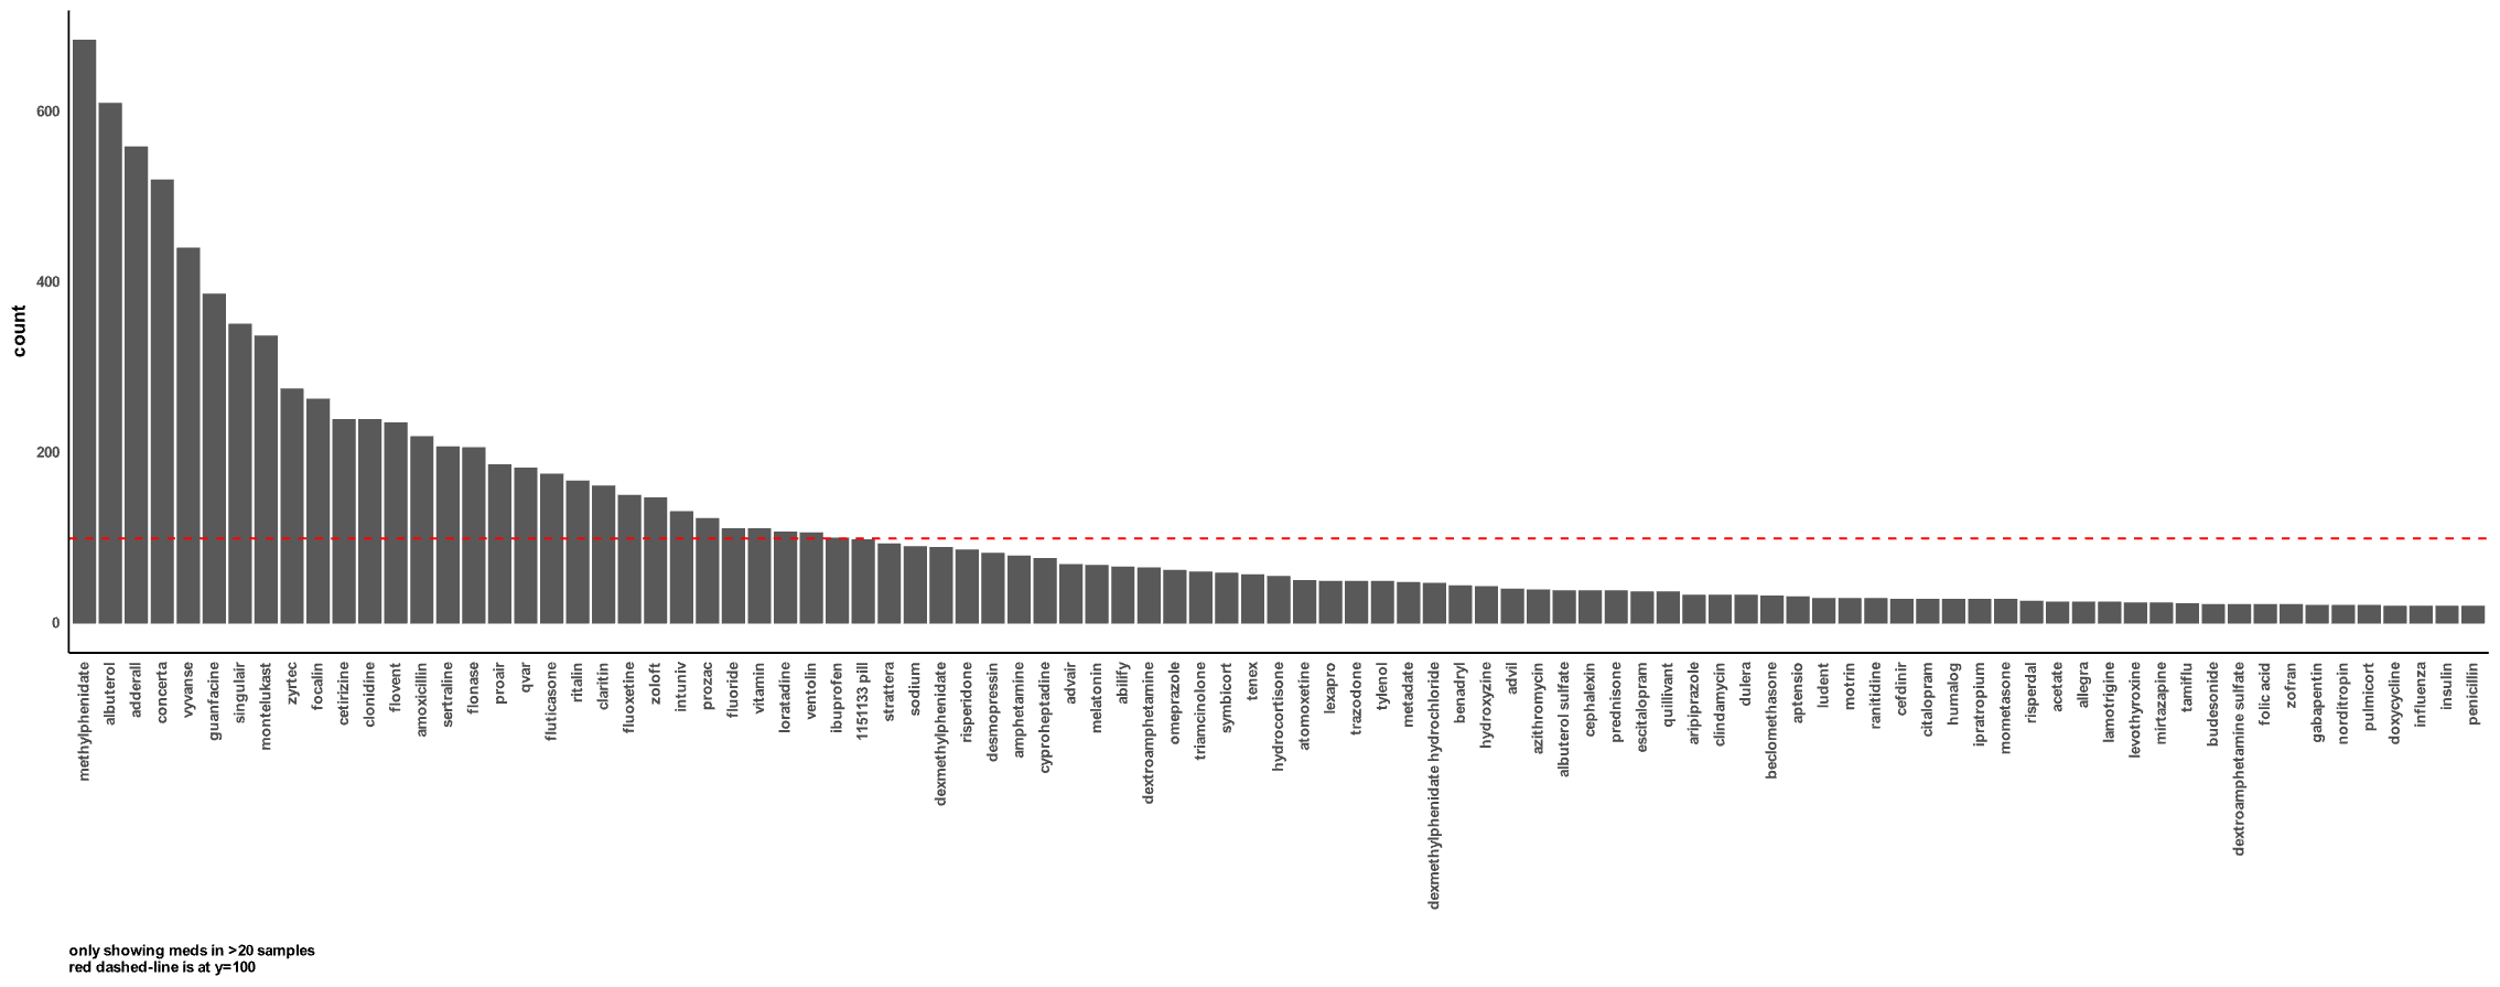 600
400
200
0
count
methylphenidate
albuterol
adderall
concerta
vyvanse
guanfacine
singulair
montelukast
zyrtec
focalin
cetirizine
clonidine
flovent
amoxicillin
sertraline
flonase
proair
qvar
fluticasone
ritalin
claritin
fluoxetine
zoloft
intuniv
prozac
fluoride
vitamin
loratadine
ventolin
ibuprofen
1151133 pill
strattera
sodium
dexmethylphenidate
risperidone
desmopressin
amphetamine
cyproheptadine
advair
melatonin
abilify
dextroamphetamine
omeprazole
triamcinolone
symbicort
tenex
hydrocortisone
atomoxetine
lexapro
trazodone
tylenol
metadate
dexmethylphenidate hydrochloride
benadryl
hydroxyzine
advil
azithromycin
albuterol sulfate
cephalexin
prednisone
escitalopram
quillivant
aripiprazole
clindamycin
dulera
beclomethasone
aptensio
ludent
motrin
ranitidine
cefdinir
citalopram
humalog
ipratropium
mometasone
risperdal
acetate
allegra
lamotrigine
levothyroxine
mirtazapine
tamiflu
budesonide
dextroamphetamine sulfate
folic acid
zofran
gabapentin
norditropin
pulmicort
doxycycline
influenza
insulin
penicillin
only showing meds in >20 samples
red dashed-line is at y=100